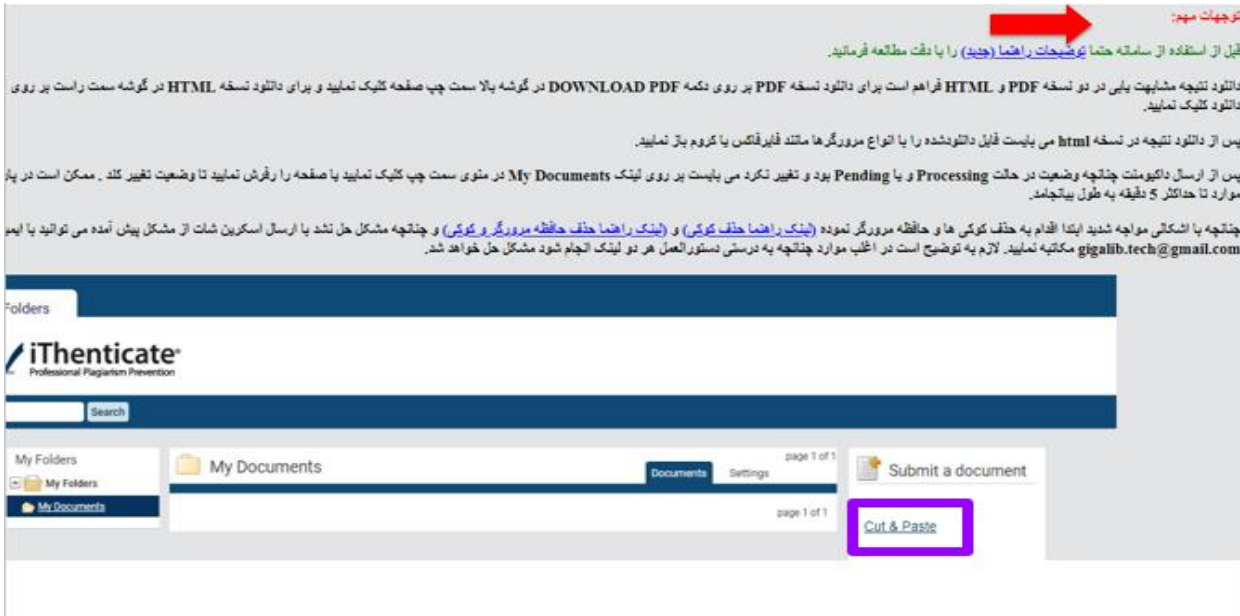 توجهات مهم:
قبل از استفاده از سامانه حتما توضیحات راهنما (جدید) را با دقت مطالعه فرمائید.
دانلود نتیجه مشابهت یابی در دو نسخه PDF و HTML فراهم است برای دانلود نسخه PDF بر روی دکمه DOWNLOAD PDF در گوشه بالا سمت چپ صفحه کلیک نمایید و برای دانلود نسخه HTML در گوشه سمت راست بر روی
دانلود کلیک نمایید.
پس از دانلود نتیجه در نسخه html می بایست فایل دانلودشده را با انواع مرورگرها مانند فایرفاکس یا کروم باز نمایید.
پس از ارسال داکیومنت چنانچه وضعیت در حالت Processing و یا Pending بود و تغییر نکرد می بایست بر روی لینک My Documents در منوی سمت چپ کلیک نمایید یا صفحه را رفرش نمایید تا وضعیت تغییر کند . ممکن است در
موارد تا حداکثر 5 دقیقه به طول بیانجامد.
چنانچه با اشکالی مواجه شدید ابتدا اقدام به حذف کوکی ها و حافظه مرورگر نموده (لینک راهنما حذف کوکی) و (لینک راهنما حذف حافظه مرورگر و کوکی) و چنانچه مشکل حل نشد با ارسال اسکرین شات از مشکل پیش آمده می توانید با
gigalib.tech@gmail.com مکاتبه نمایید. لازم به توضیح است در اغلب موارد چنانچه به درستی دستورالعمل هر دو لینک انجام شود مشکل حل خواهد شد.
Folders
iThenticate®
Professional Plagiarism Prevention
Search
My Folders
My Folders
My Documents
My Documents
page 1 of 1
Documents Settings
page 1 of 1
Submit a document
Cut & Paste